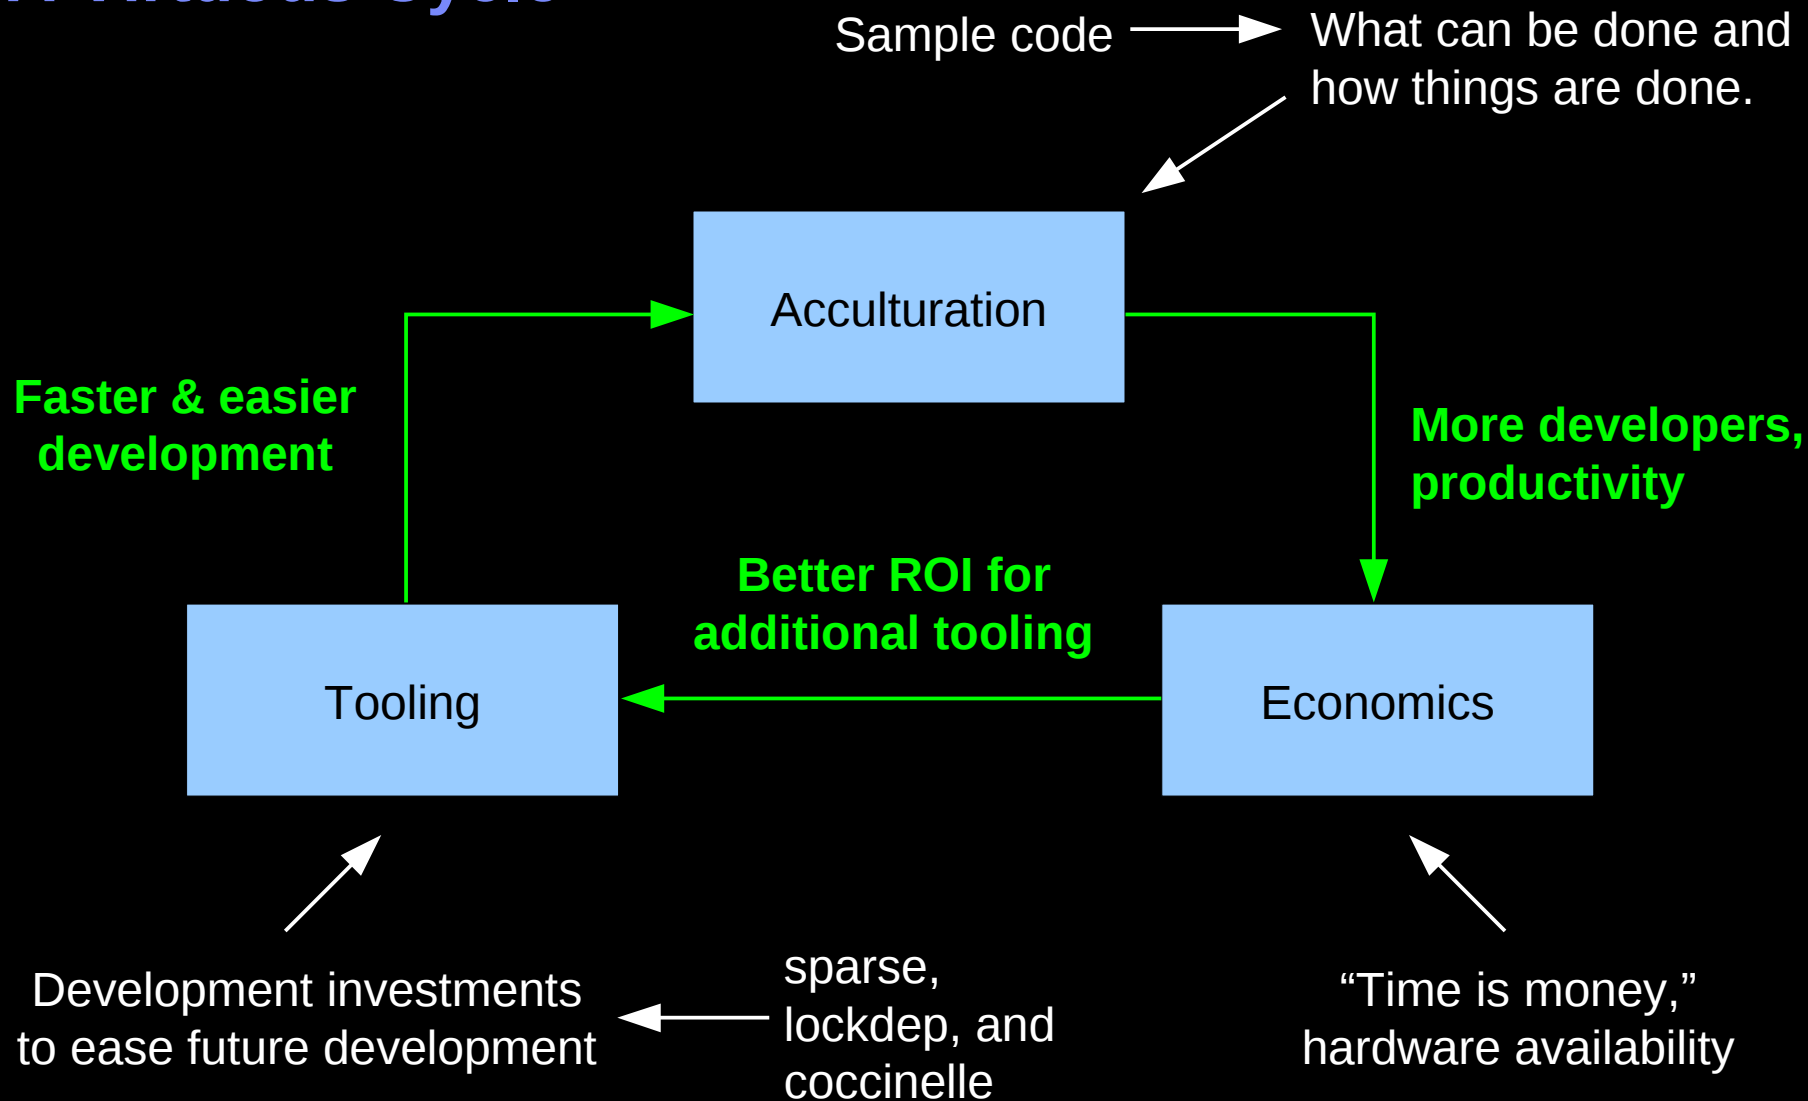 Sample code
What can be done and
how things are done.
Acculturation
Faster & easier
development
More developers,
productivity
Better ROI for
additional tooling
Tooling
Economics
Development investments
to ease future development
sparse,
lockdep, and
coccinelle
“Time is money,”
hardware availability